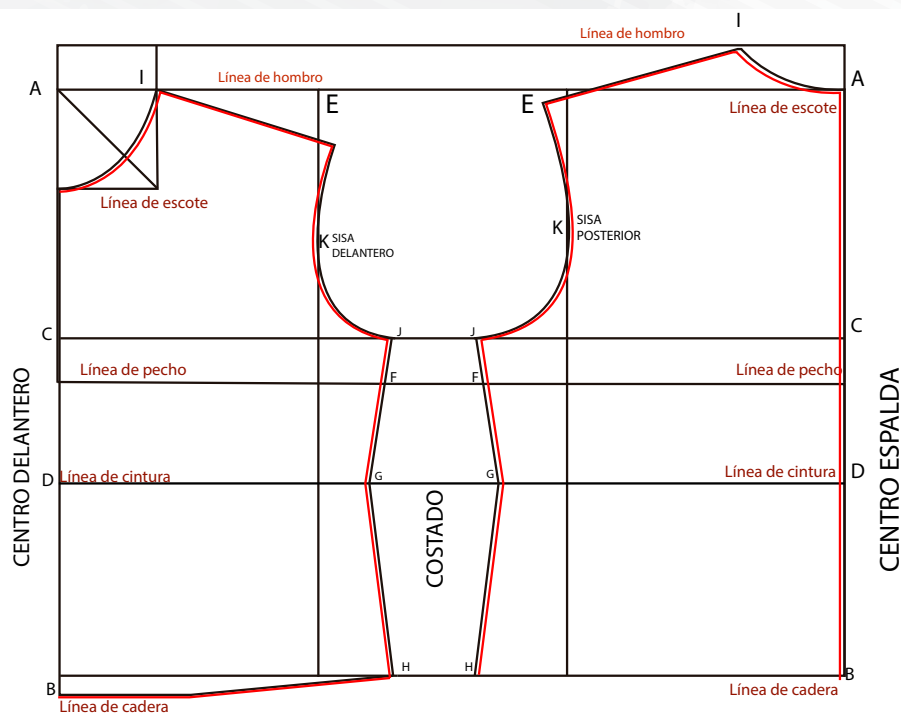 I
Línea de hombro
A
I
Línea de hombro
E
E
A
Línea de escote
Línea de escote
K SISA
DELANTERO
K SISA
POSTERIOR
C
J
J
C
Línea de pecho
F
F
Línea de pecho
CENTRO DELANTERO
CENTRO ESPALDA
D
Línea de cintura
G
G
Línea de cintura
D
COSTADO
H
H
B
B
Línea de cadera
Línea de cadera